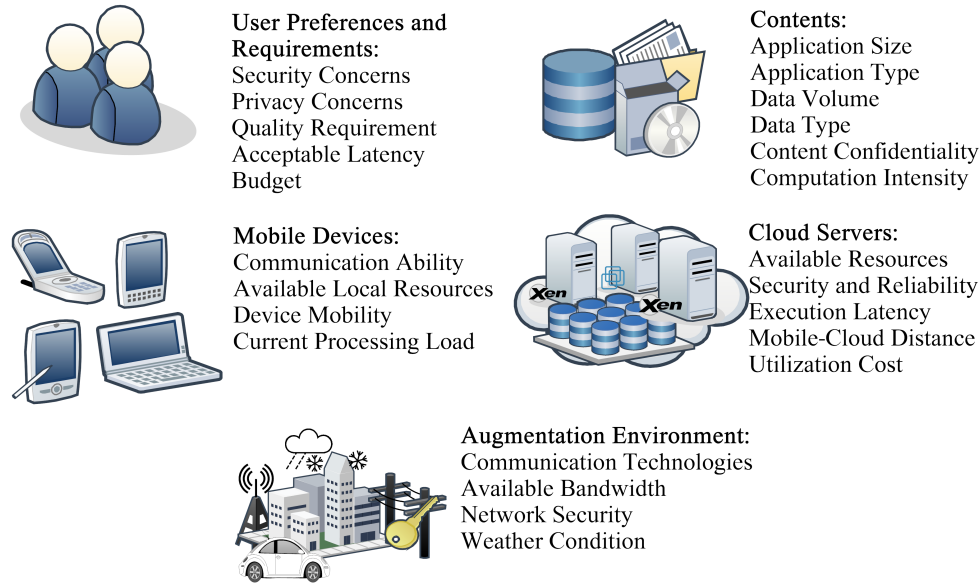 User Preferences and
Requirements:
Security Concerns
Privacy Concerns
Quality Requirement
Acceptable Latency
Budget
Contents:
Application Size
Application Type
Data Volume
Data Type
Content Confidentiality
Computation Intensity
Mobile Devices:
Communication Ability
Available Local Resources
Device Mobility
Current Processing Load
Xen
Xen
Cloud Servers:
Available Resources
Security and Reliability
Execution Latency
Mobile-Cloud Distance
Utilization Cost
Augmentation Environment:
Communication Technologies
Available Bandwidth
Network Security
Weather Condition